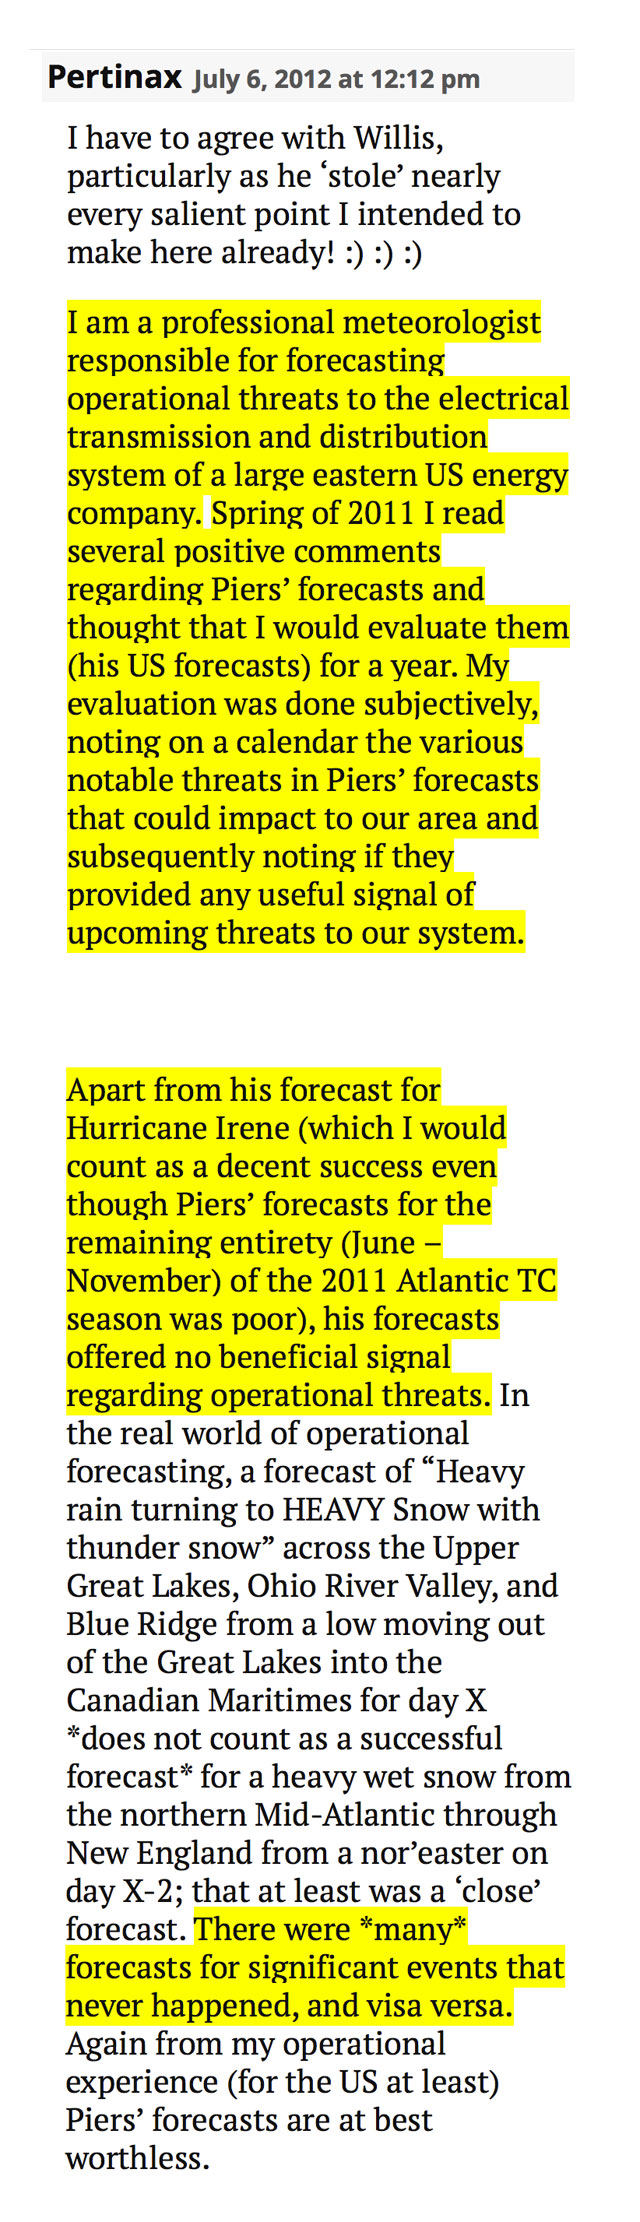 Pertinax July 6, 2012 at 12:12 pm
I have to agree with Willis,
particularly as he ‘stole’ nearly
every salient point I intended to
make here already! :) :) :)
I am a professional meteorologist
responsible for forecasting
operational threats to the electrical
transmission and distribution
system of a large eastern US energy
company. Spring of 2011 I read
several positive comments
regarding Piers’ forecasts and
thought that I would evaluate them
(his US forecasts) for a year. My
evaluation was done subjectively,
noting on a calendar the various
notable threats in Piers’ forecasts
that could impact to our area and
subsequently noting if they
provided any useful signal of
upcoming threats to our system.
Apart from his forecast for
Hurricane Irene (which I would
count as a decent success even
though Piers’ forecasts for the
remaining entirety (June –
November) of the 2011 Atlantic TC
season was poor), his forecasts
offered no beneficial signal
regarding operational threats. In
the real world of operational
forecasting, a forecast of “Heavy
rain turning to HEAVY Snow with
thunder snow” across the Upper
Great Lakes, Ohio River Valley, and
Blue Ridge from a low moving out
of the Great Lakes into the
Canadian Maritimes for day X
*does not count as a successful
forecast* for a heavy wet snow from
the northern Mid-Atlantic through
New England from a nor’easter on
day X-2; that at least was a ‘close’
forecast. There were *many*
forecasts for significant events that
never happened, and visa versa.
Again from my operational
experience (for the US at least)
Piers’ forecasts are at best
worthless.